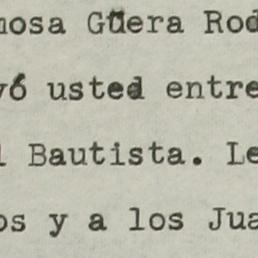 mosa Güera Rod
vó usted entre
l Bautista. Le
os y a los Jua